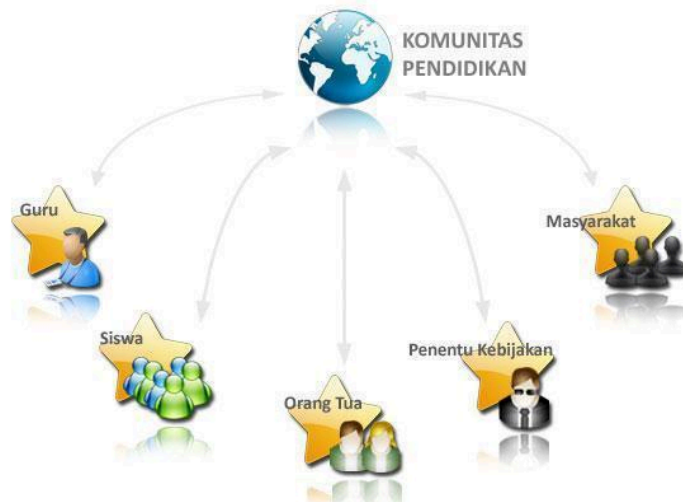 KOMUNITAS
PENDIDIKAN
Guru
Masyarakat
Siswa
Penentu Kebijakan
Orang Tua